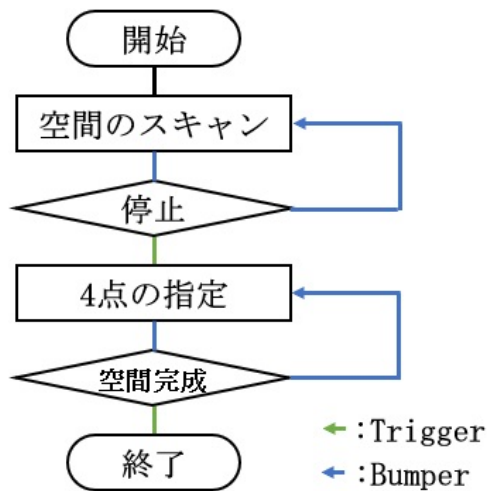 開始
空間のスキャン
停止
4点の指定
空間完成
終了
:Trigger
:Bumper